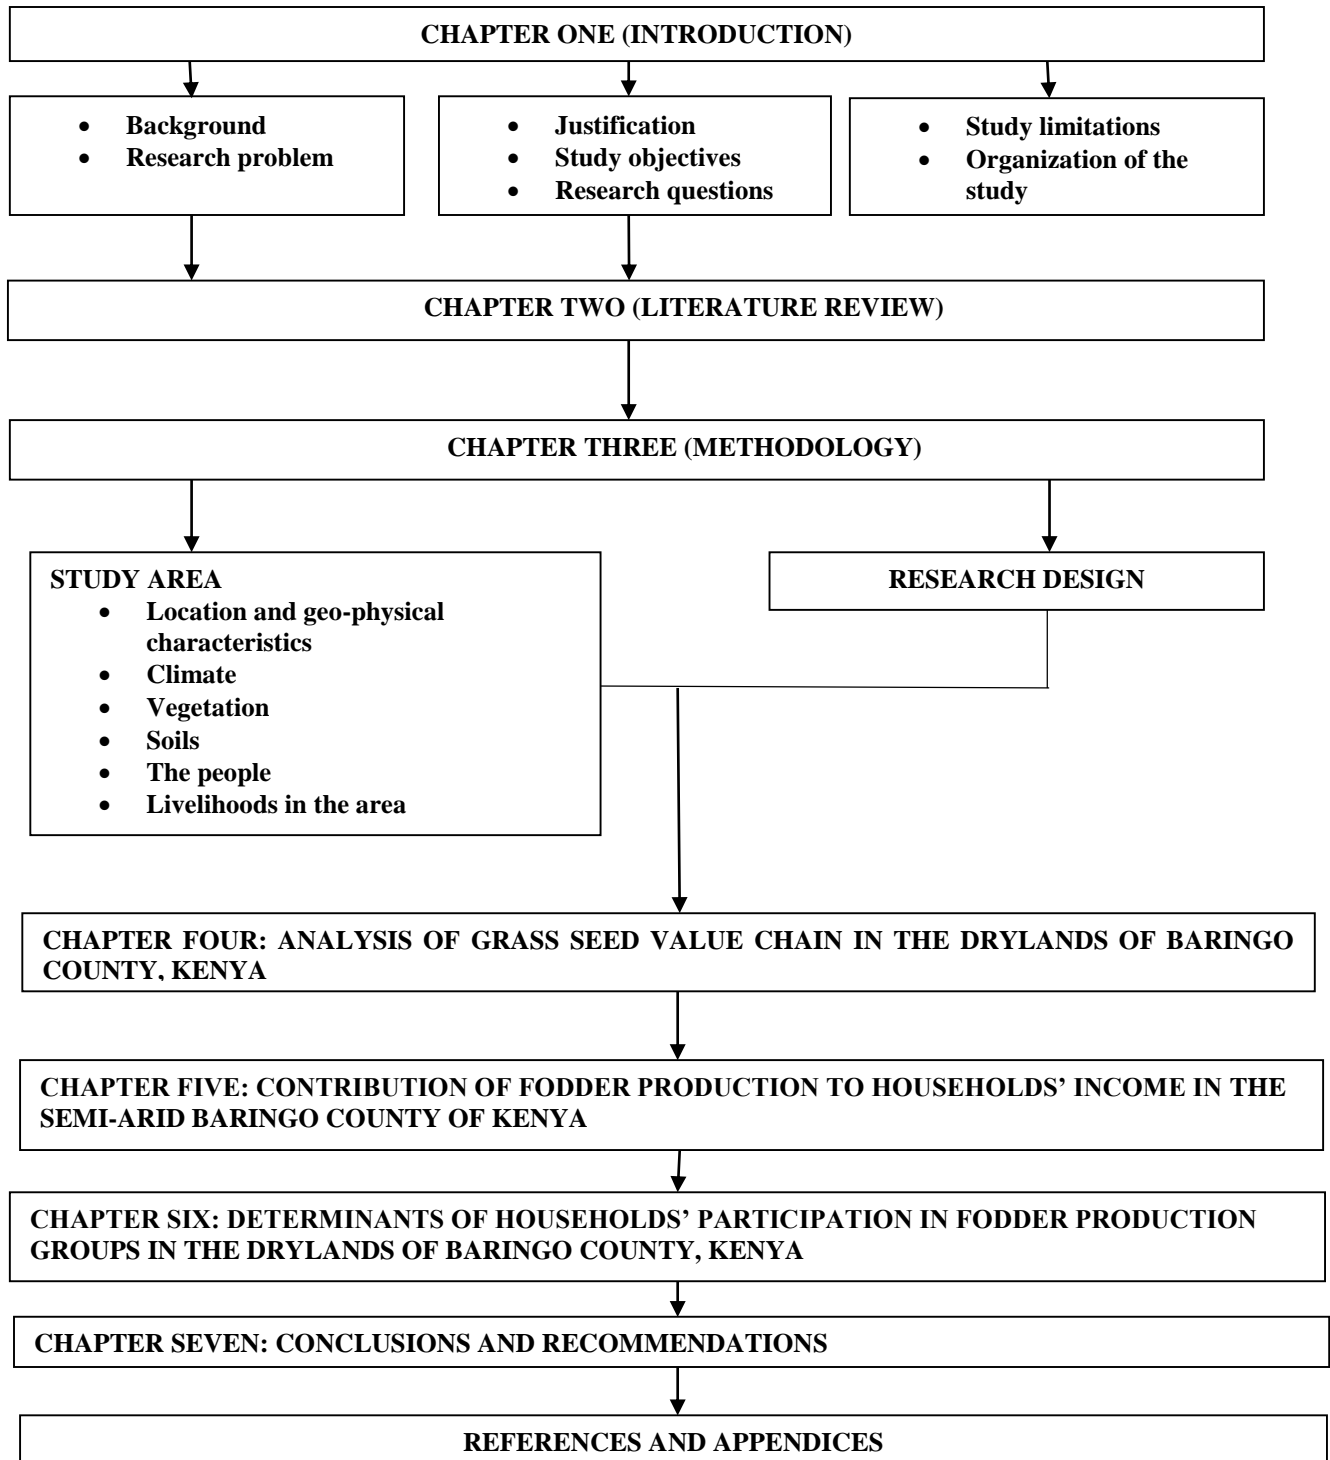 CHAPTER ONE (INTRODUCTION)
• Background
• Research problem
• Justification
• Study objectives
• Research questions
• Study limitations
• Organization of the
study
CHAPTER TWO (LITERATURE REVIEW)
CHAPTER THREE (METHODOLOGY)
STUDY AREA
• Location and geo-physical
characteristics
• Climate
• Vegetation
• Soils
• The people
• Livelihoods in the area
RESEARCH DESIGN
CHAPTER FOUR: ANALYSIS OF GRASS SEED VALUE CHAIN IN THE DRYLANDS OF BARINGO
COUNTY, KENYA
CHAPTER FIVE: CONTRIBUTION OF FODDER PRODUCTION TO HOUSEHOLDS’ INCOME IN THE
SEMI-ARID BARINGO COUNTY OF KENYA
CHAPTER SIX: DETERMINANTS OF HOUSEHOLDS’ PARTICIPATION IN FODDER PRODUCTION
GROUPS IN THE DRYLANDS OF BARINGO COUNTY, KENYA
CHAPTER SEVEN: CONCLUSIONS AND RECOMMENDATIONS
REFERENCES AND APPENDICES